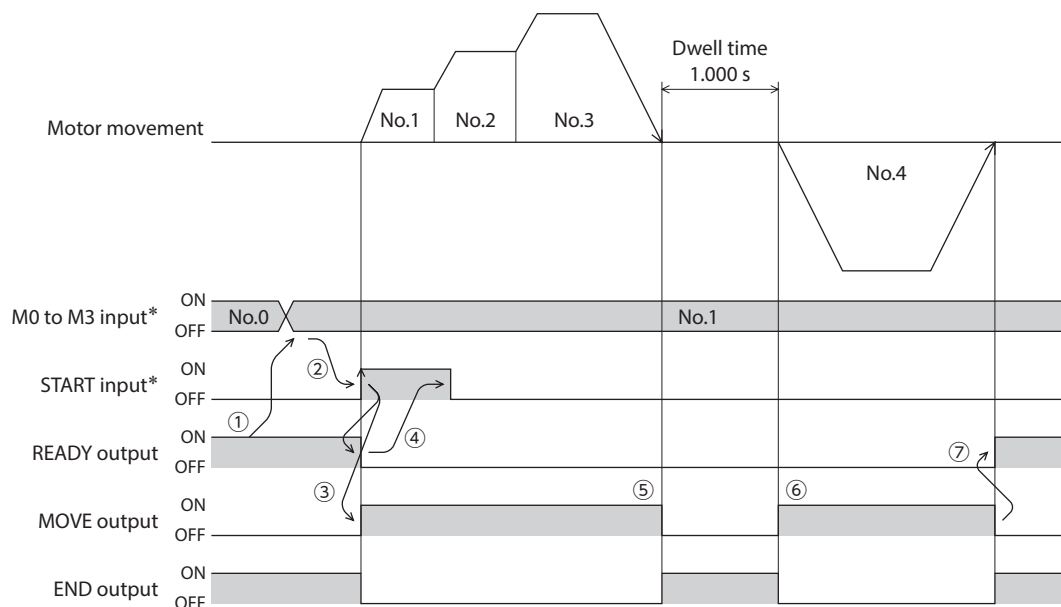 Dwell time
1.000 s
Motor movement
No.1
No.2
No.3
No.4
M0 to M3 input*
ON
OFF
No.0
No.1
START input*
ON
OFF
①
②
READY output
ON
OFF
③
④
⑦
MOVE output
ON
OFF
⑤
⑥
END output
ON
OFF